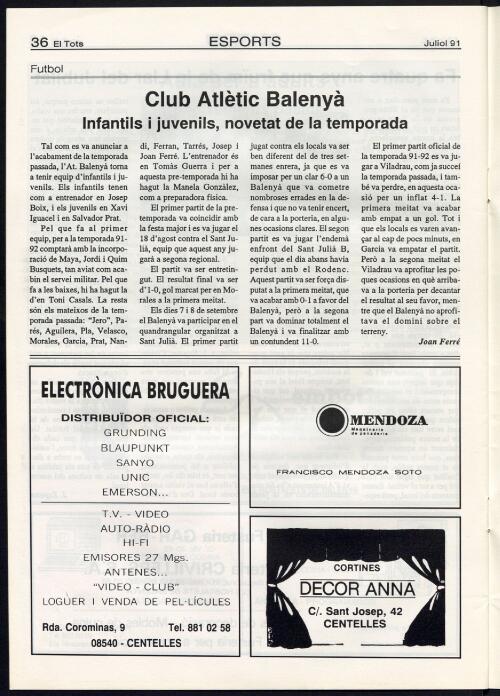 36 El Tots
ESPORTS
Juliol 91
Futbol
Club Atlètic Balenyà
Infantils i juvenils, novetat de la temporada
Tal com es va anunciar a
l'acabament de la temporada
passada, l'At. Balenyà torna
a tenir equip d'infantils i ju-
venils. Els infantils tenen
com a entrenador en Josep
Boix, i els juvenils en Xavi
Iguacel i en Salvador Prat.
Pel que fa al primer
equip, per a la temporada 91-
92 comptarà amb la incorpo-
ració de Maya, Jordi i Quim
Busquets, tan aviat com aca-
bin el servei militar. Pel que
fa a les baixes, hi ha hagut la
d'en Toni Casals. La resta
són els mateixos de la tem-
porada passada: "Jero", Pa-
rés, Aguilera, Pla, Velasco,
Morales, Garcia, Prat, Nan-
di, Ferran, Tarrés, Josep i
Joan Ferré. L'entrenador és
en Tomàs Guerra i per a
aquesta pre-temporada hi ha
hagut la Manela González,
com a preparadora física.
El primer partit de la pre-
temporada va coincidir amb
la festa major i es va jugar el
18 d'agost contra el Sant Ju-
lià, equip que aquest any ju-
garà a segona regional.
El partit va ser entretin-
gut. El resultat final va ser
d'1-0, gol marcat per en Mo-
rales a la primera meitat.
Els dies 7 i 8 de setembre
el Balenyà va participar en el
quandrangular organitzat a
Sant Julià. El primer partit
jugat contra els locals va ser
ben diferent del de tres set-
manes enrera, ja que es va
imposar per un clar 6-0 a un
Balenyà que va cometre
nombroses errades en la de-
fensa i que no va tenir encert,
de cara a la porteria, en algu-
nes ocasions clares. El segon
partit es va jugar l'endemà
enfront del Sant Julià B,
equip que el dia abans havia
perdut amb el Rodenc.
Aquest partit va ser força dis-
putat a la primera meitat, que
va acabar amb 0-1 a favor del
Balenyà, però a la segona
part va dominar totalment el
Balenyà i va finalitzar amb
un contundent 11-0.
El primer partit oficial de
la temporada 91-92 es va ju-
gar a Viladrau, com ja succeí
la temporada passada, i tam-
bé va perdre, en aquesta oca-
sió per un inflat 4-1. La
primera meitat va acabar
amb empat a un gol. Tot i
que els locals es varen avan-
çar al cap de pocs minuts, en
Garcia va empatar el partit.
Però a la segona meitat el
Viladrau va aprofitar les po-
ques ocasions en què arriba-
va a la porteria per decantar
el resultat al seu favor, men-
tre que el Balenyà no aprofi-
tava el domini sobre el
terreny.
Joan Ferré
ELECTRÒNICA BRUGUERA
DISTRIBUÏDOR OFICIAL:
GRUNDING
BLAUPUNKT
SANYO
UNIC
EMERSON...
T.V. - VIDEO
AUTO-RÀDIO
HI-FI
EMISORES 27 Mgs.
ANTENES...
"VIDEO - CLUB"
LOGUER I VENDA DE PEL·LÍCULES
Rda. Corominas, 9
Tel. 881 02 58
08540 - CENTELLES
MENDOZA
Maquinaria
de panaderia
FRANCISCO MENDOZA SOTO
CORTINES
DECOR ANNA
C/. Sant Josep, 42
CENTELLES